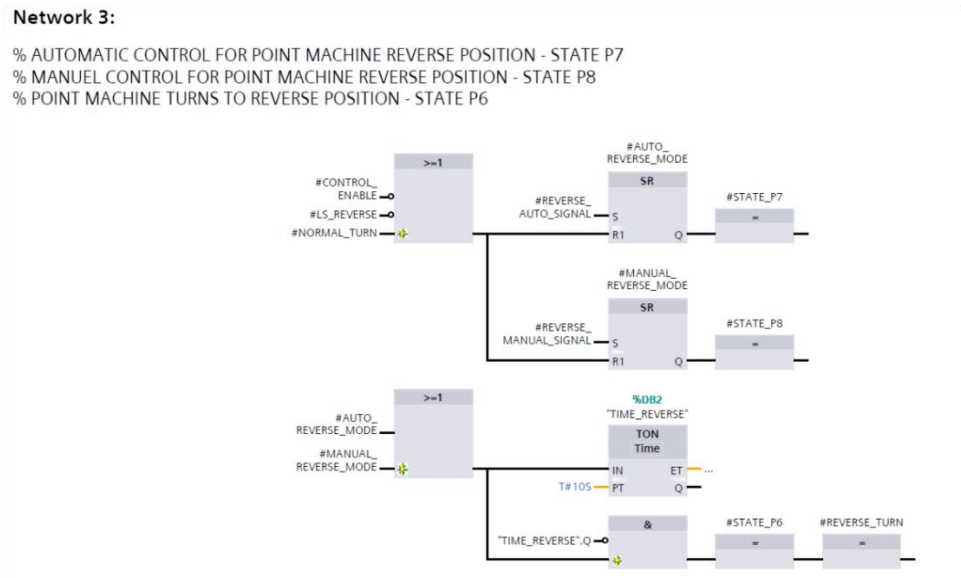 Network 3:
% AUTOMATIC CONTROL FOR POINT MACHINE REVERSE POSITION - STATE P7
% MANUEL CONTROL FOR POINT MACHINE REVERSE POSITION - STATE P8
% POINT MACHINE TURNS TO REVERSE POSITION - STATE P6
>=1
#CONTROL_
ENABLE
#LS_REVERSE
#NORMAL_TURN
#AUTO_
REVERSE_MODE
SR
#REVERSE_
AUTO_SIGNAL
S
R1
Q
#STATE_P7
=
#MANUAL_
REVERSE_MODE
SR
#REVERSE_
MANUAL_SIGNAL
S
R1
Q
#STATE_P8
=
>=1
#AUTO_
REVERSE_MODE
#MANUAL_
REVERSE_MODE
%DB2
"TIME_REVERSE"
TON
Time
IN
ET
...
T#10S
PT
Q
&
"TIME_REVERSE".Q
#STATE_P6
=
#REVERSE_TURN
=